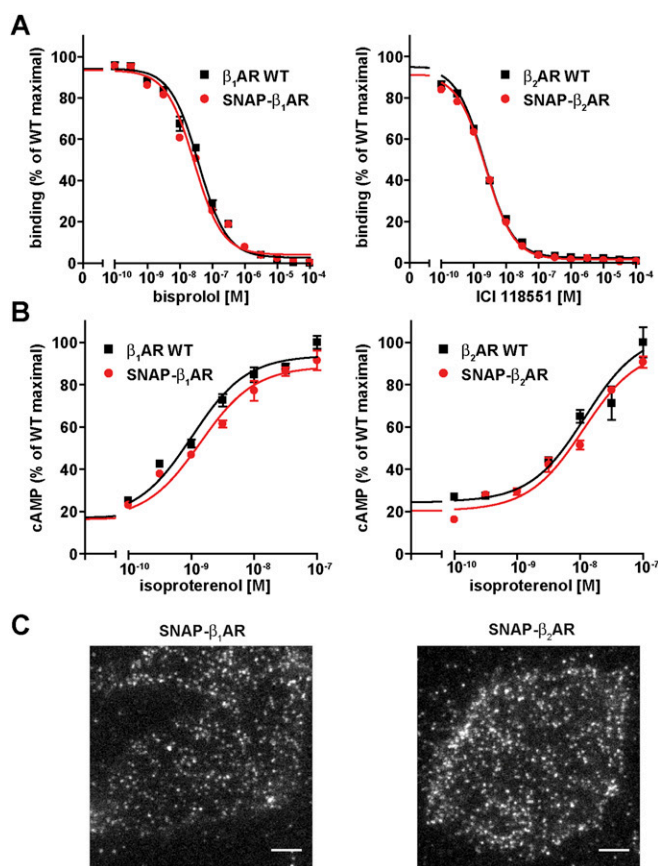 A
binding (% of WT maximal)
100
80
60
40
20
0
β₁AR WT
SNAP-β₁AR
0 10⁻¹⁰ 10⁻⁹ 10⁻⁸ 10⁻⁷ 10⁻⁶ 10⁻⁵ 10⁻⁴
bisprolol [M]
binding (% of WT maximal)
100
80
60
40
20
0
β₂AR WT
SNAP-β₂AR
0 10⁻¹⁰ 10⁻⁹ 10⁻⁸ 10⁻⁷ 10⁻⁶ 10⁻⁵ 10⁻⁴
ICI 118551 [M]
B
cAMP (% of WT maximal)
100
80
60
40
20
0
β₁AR WT
SNAP-β₁AR
0 10⁻¹⁰ 10⁻⁹ 10⁻⁸ 10⁻⁷
isoproterenol [M]
cAMP (% of WT maximal)
100
80
60
40
20
0
β₂AR WT
SNAP-β₂AR
0 10⁻¹⁰ 10⁻⁹ 10⁻⁸ 10⁻⁷
isoproterenol [M]
C
SNAP-β₁AR
SNAP-β₂AR